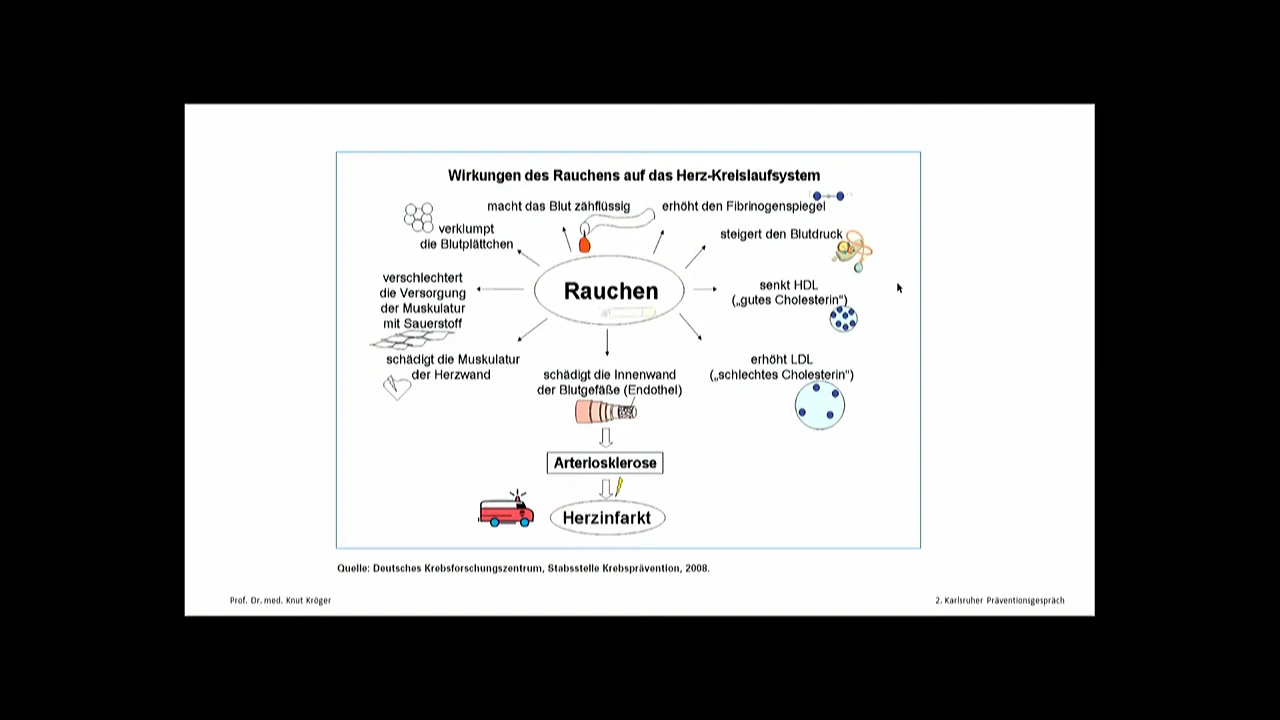 Wirkungen des Rauchens auf das Herz-Kreislaufsystem
macht das Blut zähflüssig
erhöht den Fibrinogenspiegel
verklumpt
die Blutplättchen
steigert den Blutdruck
verschlechtert
die Versorgung
der Muskulatur
mit Sauerstoff
Rauchen
senkt HDL
(„gutes Cholesterin“)
schädigt die Muskulatur
der Herzwand
schädigt die Innenwand
der Blutgefäße (Endothel)
erhöht LDL
(„schlechtes Cholesterin“)
Arteriosklerose
Herzinfarkt
Quelle: Deutsches Krebsforschungszentrum, Stabsstelle Krebsprävention, 2008.
Prof. Dr. med. Knut Kröger
2. Karlsruher Präventionsgespräch